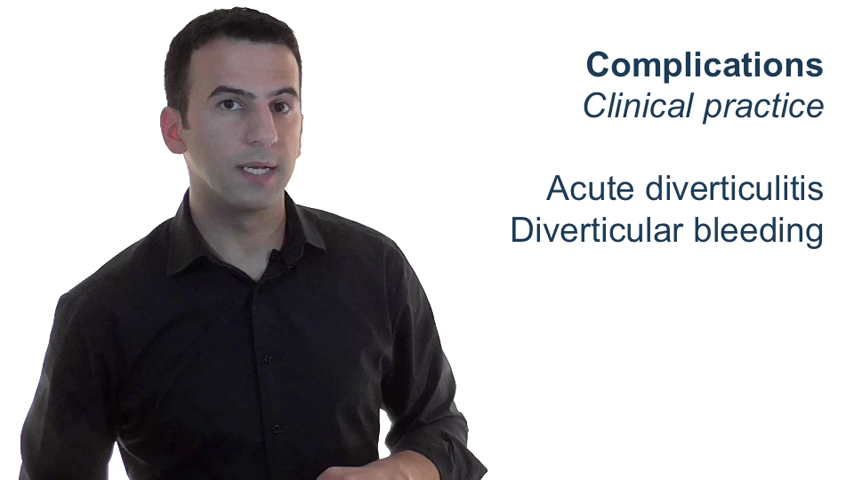 Complications
Clinical practice
Acute diverticulitis
Diverticular bleeding